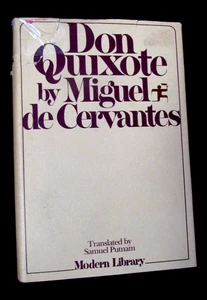 Don
Quixote
by Miguel
de Cervantes
Translated by
Samuel Putnam
Modern Library